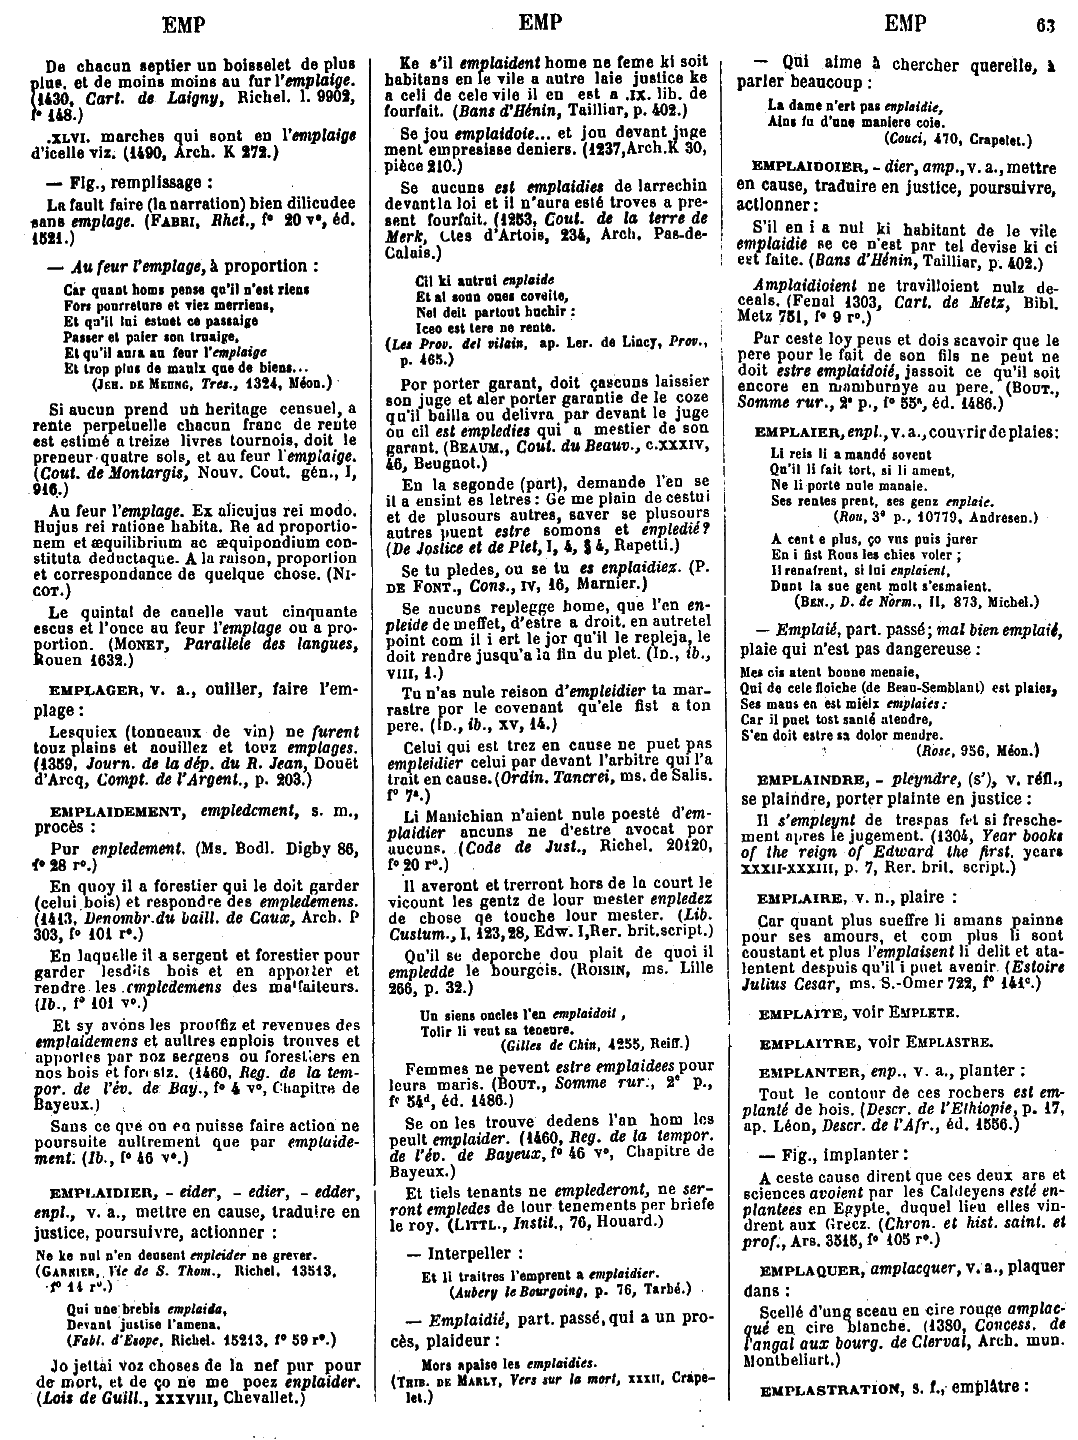 EMP
EMP
EMP
63
De chacun septier un boisselet de plus
plus, et de moins moins au fur l'emplaige.
(1430, Cart. de Laigny, Richel. l. 9902,
f° 148.)
.XLVI. marches qui sont en l'emplaige
d'icelle viz. (1490, Arch. K 272.)
— Fig., remplissage :
La fault faire (la narration) bien dilucidee
sans emplage. (FABRI, Rhet., f° 20 v°, éd.
1521.)
— Au feur l'emplage, à proportion :
Car quant homs pense qu'il n'est riens
Fors pourreture et viez merriens,
Et qu'il lui estuet ce passaige
Passer et paier son truaige,
Et qu'il aura au feur l'emplaige
Et trop plus de maulx que de biens...
(JEH. DE MEUNG, Tres., 1324, Méon.)
Si aucun prend un heritage censuel, a
rente perpetuelle chacun franc de rente
est estimé a treize livres tournois, doit le
preneur quatre sols, et au feur l'emplaige.
(Cout. de Montargis, Nouv. Cout. gén., I,
916.)
Au feur l'emplage. Ex alicujus rei modo.
Hujus rei ratione habita. Re ad proportio-
nem et æquilibrium ac æquipondium con-
stituta deductaque. A la raison, proportion
et correspondance de quelque chose. (NI-
COT.)
Le quintal de canelle vaut cinquante
escus et l'once au feur l'emplage ou a pro-
portion. (MONET, Parallele des langues,
Rouen 1632.)
EMPLAGER, v. a., ouiller, faire l'em-
plage :
Lesquiex (tonneaux de vin) ne furent
touz plains et aouillez et touz emplages.
(1359, Journ. de la dép. du R. Jean, Douët
d'Arcq, Compt. de l'Argent., p. 203.)
EMPLAIDEMENT, empledement, s. m.,
procès :
Pur enpledement. (Ms. Bodl. Digby 86,
f° 28 r°.)
En quoy il a forestier qui le doit garder
(celui bois) et respondre des empledemens.
(1413, Denombr. du baill. de Caux, Arch. P
303, f° 101 r°.)
En laquelle il a sergent et forestier pour
garder lesdits bois et en apporter et
rendre les empledemens des malfaiteurs.
(Ib., f° 101 v°.)
Et sy avons les prouffiz et revenues des
emplaidemens et aultres enplois trouves et
apportes par noz sergens ou forestiers en
nos bois et forestz. (1460, Reg. de la tem-
por. de l'év. de Bay., f° 4 v°, Chapitre de
Bayeux.)
Sans ce que on en puisse faire action ne
poursuite aultrement que par emplaide-
ment. (Ib., f° 46 v°.)
EMPLAIDIER, - eider, - edier, - edder,
enpl., v. a., mettre en cause, traduire en
justice, poursuivre, actionner :
Ne ke nul n'en deusent enpleider ne grever.
(GARNIER, Vie de S. Thom., Richel. 13513,
f° 14 r°.)
Qui une brebis emplaida,
Devant justise l'amena.
(Fabl. d'Esope, Richel. 15213, f° 59 r°.)
Jo jettai voz choses de la nef pur pour
de mort, et de ço ne me poez enplaider.
(Lois de Guill., XXXVIII, Chevallet.)
Ke s'il emplaident home ne feme ki soit
habitans en le vile a autre laie justice ke
a celi de cele vile il en est a .IX. lib. de
fourfait. (Bans d'Hénin, Tailliar, p. 402.)
Se jou emplaidoie... et jou devant juge
ment empresisse deniers. (1237, Arch. K 30,
pièce 210.)
Se aucuns est emplaidies de larrechin
devant la loi et il n'aura esté troves a pre-
sent fourfait. (1253, Cout. de la terre de
Merk, Ctes d'Artois, 234, Arch. Pas-de-
Calais.)
Cil ki autrui enplaide
Et al soun ones coveite,
Nel deit partout huchir :
Iceo est tere ne rente.
(Les Prov. del vilain, ap. Ler. de Lincy, Prov.,
p. 465.)
Por porter garant, doit çascuns laissier
son juge et aler porter garantie de le coze
qu'il bailla ou delivra par devant le juge
ou cil est empledies qui a mestier de son
garant. (BEAUM., Cout. du Beauv., c. XXXIV,
46, Beugnot.)
En la segonde (part), demande l'en se
il a ensint es letres : Ge me plain de cestui
et de plusours autres, saver se plusours
autres puent estre somons et enpledié ?
(De Jostice et de Plet, I, 4, § 4, Rapetti.)
Se tu pledes, ou se tu es enplaidiez. (P.
DE FONT., Cons., IV, 16, Marnier.)
Se aucuns replegge home, que l'en en-
pleide de meffet, d'estre a droit, en autretel
point com il i ert le jor qu'il le repleja, le
doit rendre jusqu'a la fin du plet. (ID., ib.,
VIII, 1.)
Tu n'as nule reison d'empleidier ta mar-
rastre por le covenant qu'ele fist a ton
pere. (ID., ib., XV, 14.)
Celui qui est trez en cause ne puet pas
empleidier celui par devant l'arbitre qui l'a
trait en cause. (Ordin. Tancrei, ms. de Salis.
f° 7ª.)
Li Manichian n'aient nule poesté d'em-
plaidier aucuns ne d'estre avocat por
aucuns. (Code de Just., Richel. 20120,
f° 20 r°.)
Il averont et trerront hors de la court le
vicount les gentz de lour mester enpledez
de chose qe touche lour mester. (Lib.
Custum., I, 123, 28, Edw. I, Rer. brit. script.)
Qu'il se deporche dou plait de quoi il
empledde le bourgois. (ROISIN, ms. Lille
266, p. 32.)
Un siens oncles l'en emplaidoit,
Tolir li veut sa teneure.
(Gilles de Chin, 4255, Reiff.)
Femmes ne pevent estre emplaidees pour
leurs maris. (BOUT., Somme rur., 2e p.,
f° 54d, éd. 1486.)
Se on les trouve dedens l'an hom les
peult emplaider. (1460, Reg. de la tempor.
de l'év. de Bayeux, f° 46 v°, Chapitre de
Bayeux.)
Et tiels tenants ne emplederont, ne ser-
ront empledes de lour tenements per briefe
le roy. (LITTL., Instit., 76, Houard.)
— Interpeller :
Et li traitres l'emprent a emplaidier.
(Aubery le Bourgoing, p. 76, Tarbé.)
— Emplaidié, part. passé, qui a un pro-
cès, plaideur :
Mors apaise les emplaidies.
(THIB. DE MARLY, Vers sur la mort, XXXII, Crape-
let.)
— Qui aime à chercher querelle, à
parler beaucoup :
La dame n'ert pas enplaidie,
Ains fu d'une maniere coie.
(Couci, 470, Crapelet.)
EMPLAIDOIER, - dier, amp., v. a., mettre
en cause, traduire en justice, poursuivre,
actionner :
S'il en i a nul ki habitant de le vile
emplaidie se ce n'est par tel devise ki ci
est faite. (Bans d'Hénin, Tailliar, p. 402.)
Amplaidioient ne travilloient nulz de-
ceals. (Fenal 1303, Cart. de Metz, Bibl.
Metz 751, f° 9 r°.)
Par ceste loy peus et dois scavoir que le
pere pour le fait de son fils ne peut ne
doit estre emplaidoié, jassoit ce qu'il soit
encore en mamburnye au pere. (BOUT.,
Somme rur., 2e p., f° 55ª, éd. 1486.)
EMPLAIER, enpl., v. a., couvrir de plaies :
Li reis li a mandé sovent
Qu'il li fait tort, si li ament,
Ne li porte nule manaie.
Ses rentes prent, ses genz enplaie.
(Rou, 3e p., 10779, Andresen.)
A cent e plus, ço vus puis jurer
En i fist Rous les chies voler ;
Il renafrent, si lui enplaient,
Dunt la sue gent molt s'esmaient.
(BEN., D. de Norm., II, 873, Michel.)
— Emplaié, part. passé ; mal bien emplaié,
plaie qui n'est pas dangereuse :
Mes cis atent bonne menaie,
Qui de cele floiche (de Beau-Semblant) est plaies,
Ses maus en est mielx emplaies :
Car il puet tost santé atendre,
S'en doit estre sa dolor mendre.
(Rose, 956, Méon.)
EMPLAINDRE, - pleyndre, (s'), v. réfl.,
se plaindre, porter plainte en justice :
Il s'empleynt de trespas fet si fresche-
ment apres le jugement. (1304, Year books
of the reign of Edward the first, years
XXXII-XXXIII, p. 7, Rer. brit. script.)
EMPLAIRE, v. n., plaire :
Car quant plus sueffre li amans painne
pour ses amours, et com plus li sont
coustant et plus l'emplaisent li delit et ata-
lentent despuis qu'il i puet avenir. (Estoire
Julius Cesar, ms. S.-Omer 722, f° 141c.)
EMPLAITE, voir EMPLETE.
EMPLAITRE, voir EMPLASTRE.
EMPLANTER, enp., v. a., planter :
Tout le contour de ces rochers est em-
planté de bois. (Descr. de l'Ethiopie, p. 17,
ap. Léon, Descr. de l'Afr., éd. 1556.)
— Fig., implanter :
A ceste cause dirent que ces deux ars et
sciences avoient par les Caldeyens esté en-
plantees en Egypte, duquel lieu elles vin-
drent aux Grecz. (Chron. et hist. saint. et
prof., Ars. 3515, f° 105 r°.)
EMPLAQUER, amplacquer, v. a., plaquer
dans :
Scellé d'ung sceau en cire rouge amplac-
qué en cire blanche. (1380, Concess. de
l'angal aux bourg. de Clerval, Arch. mun.
Montbeliart.)
EMPLASTRATION, s. f., emplâtre :